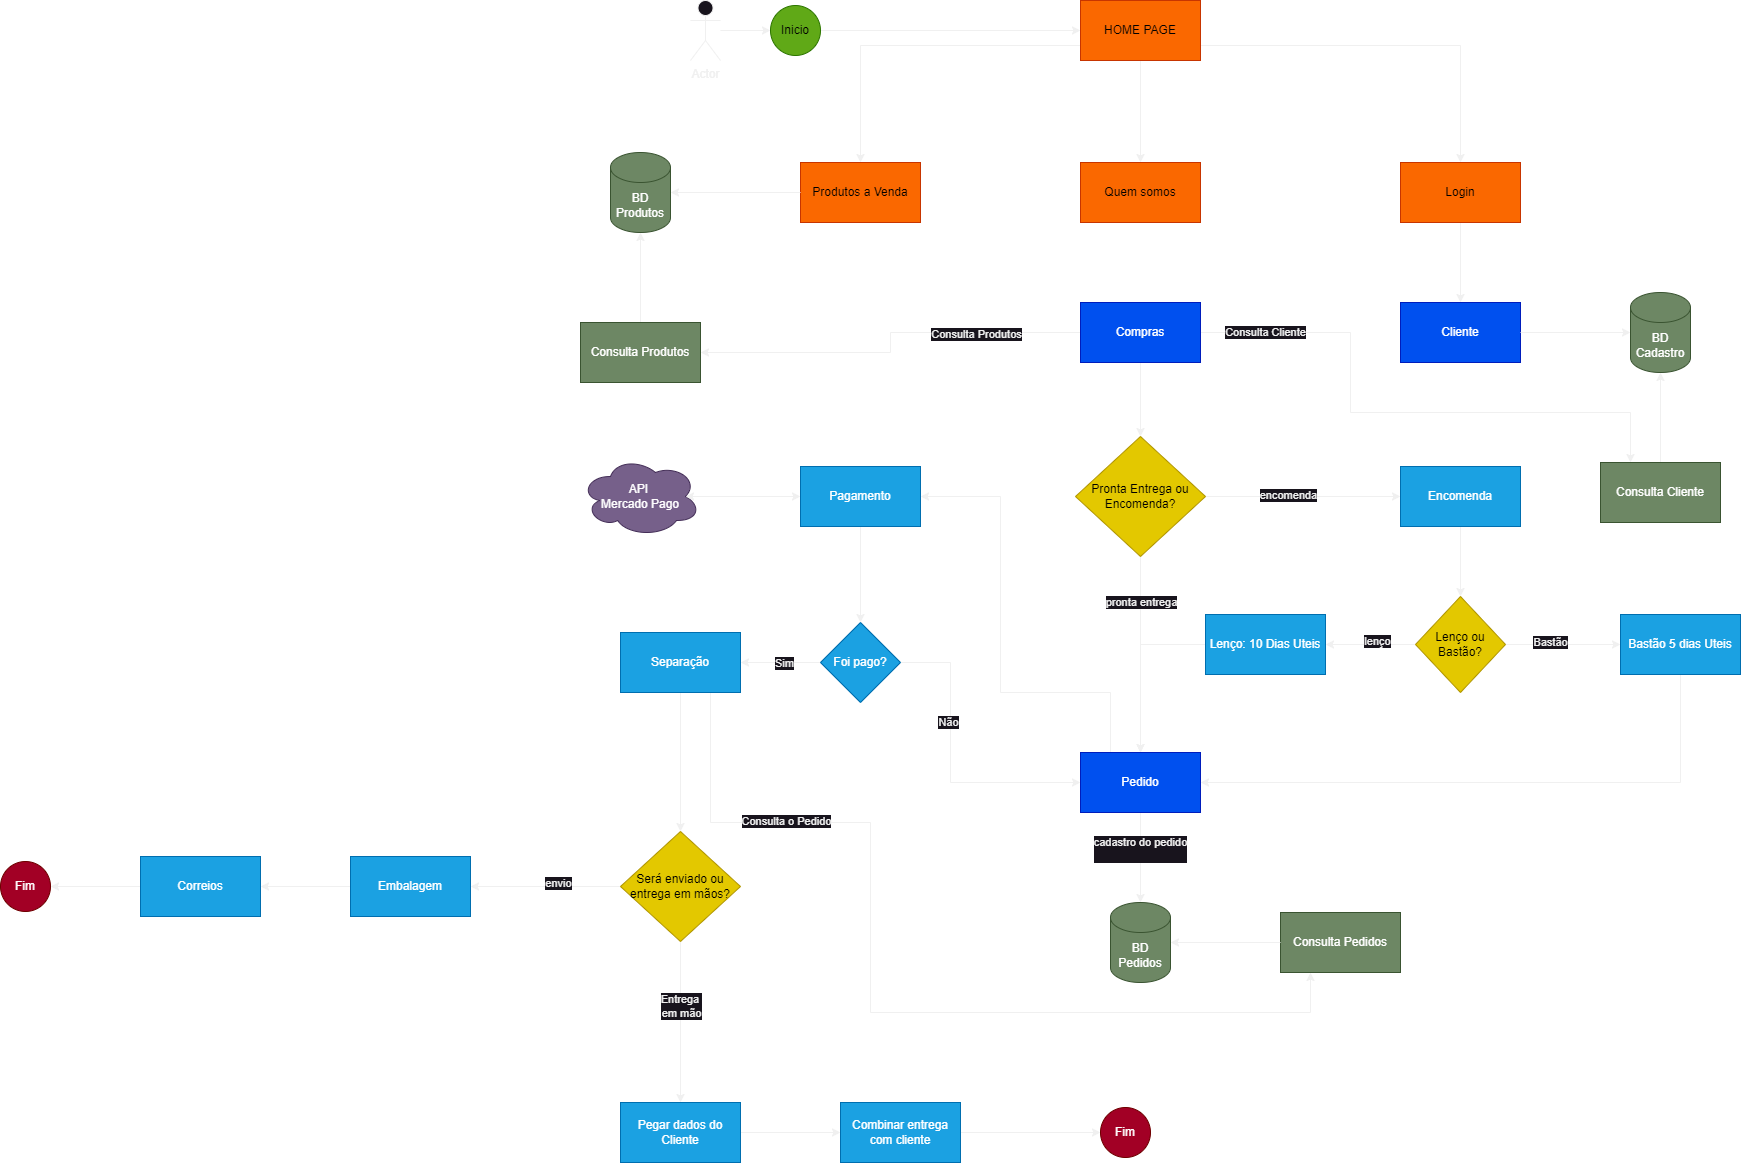 Inicio
HOME PAGE
Actor
BD
Produtos
Produtos a Venda
Quem somos
Login
Consulta Produtos
Consulta Produtos
Compras
Consulta Cliente
Cliente
BD
Cadastro
API
Mercado Pago
Pagamento
Pronta Entrega ou
Encomenda?
encomenda
Encomenda
Consulta Cliente
pronta entrega
Separação
Sim
Foi pago?
Lenço: 10 Dias Uteis
lenço
Lenço ou
Bastão?
Bastão
Bastão 5 dias Uteis
Não
Pedido
Consulta o Pedido
cadastro do pedido
Fim
Correios
Embalagem
envio
Será enviado ou
entrega em mãos?
BD
Pedidos
Consulta Pedidos
Entrega
em mão
Pegar dados do
Cliente
Combinar entrega
com cliente
Fim